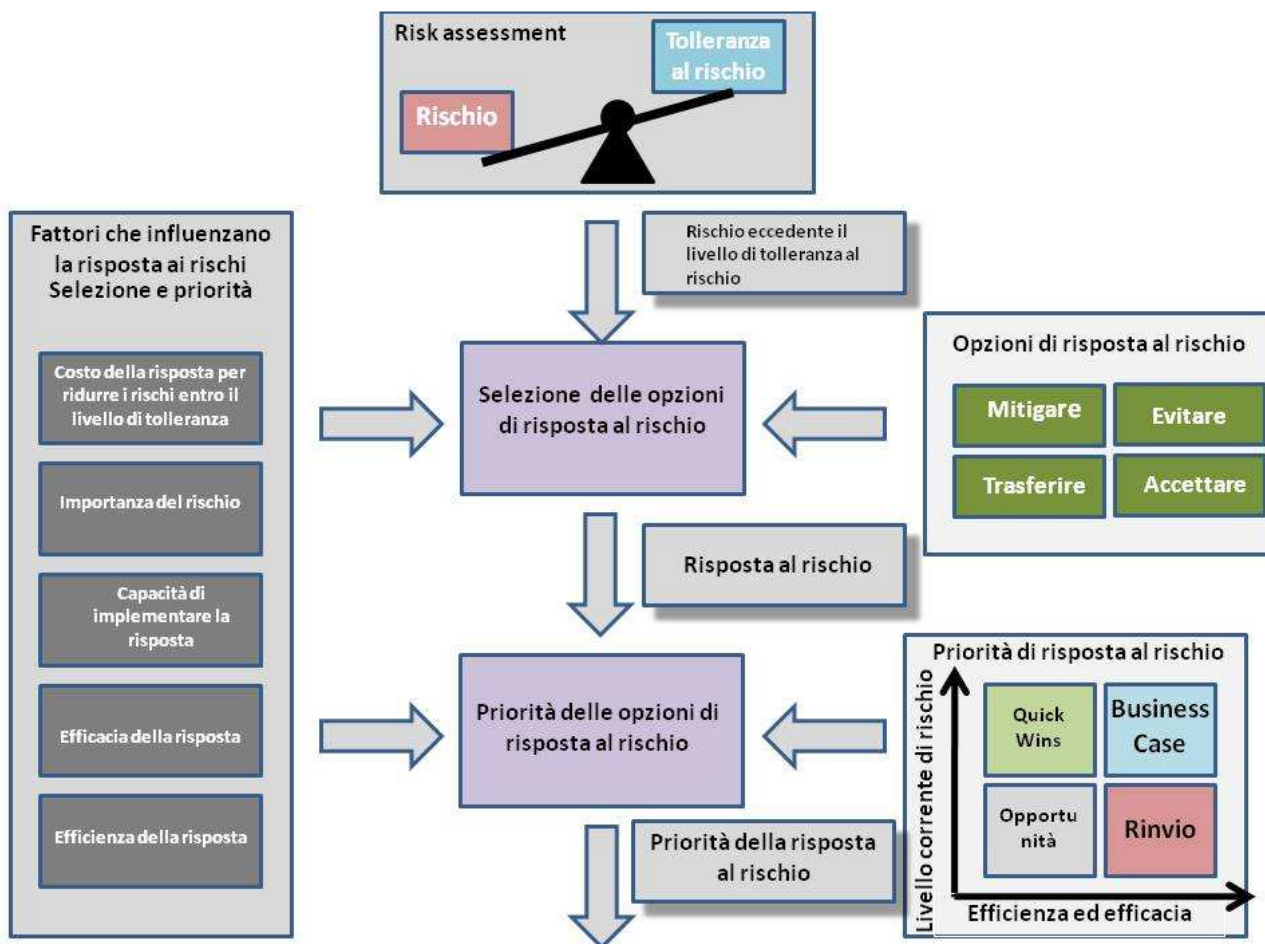 Risk assessment
Tolleranza
al rischio
Rischio
Fattori che influenzano
la risposta ai rischi
Selezione e priorità
Costo della risposta per
ridurre i rischi entro il
livello di tolleranza
Importanza del rischio
Capacità di
implementare la
risposta
Efficacia della risposta
Efficienza della risposta
Rischio eccedente il
livello di tolleranza al
rischio
Selezione delle opzioni
di risposta al rischio
Opzioni di risposta al rischio
Mitigare
Evitare
Trasferire
Accettare
Risposta al rischio
Priorità delle opzioni di
risposta al rischio
Priorità di risposta al rischio
Livello corrente di rischio
Quick
Wins
Business
Case
Opportu
nità
Rinvio
Efficienza ed efficacia
Priorità della risposta
al rischio